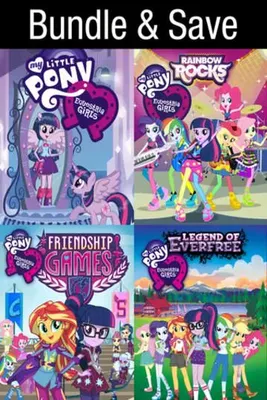 Bundle & Save
my LITTLE
PONY
EQUESTRIA
GIRLS
my LITTLE
PONY
EQUESTRIA
GIRLS
RAINBOW
ROCKS
my LITTLE
PONY
EQUESTRIA
GIRLS
FRIENDSHIP
GAMES
C
S
my LITTLE
PONY
EQUESTRIA
GIRLS
LEGEND OF
EVERFREE